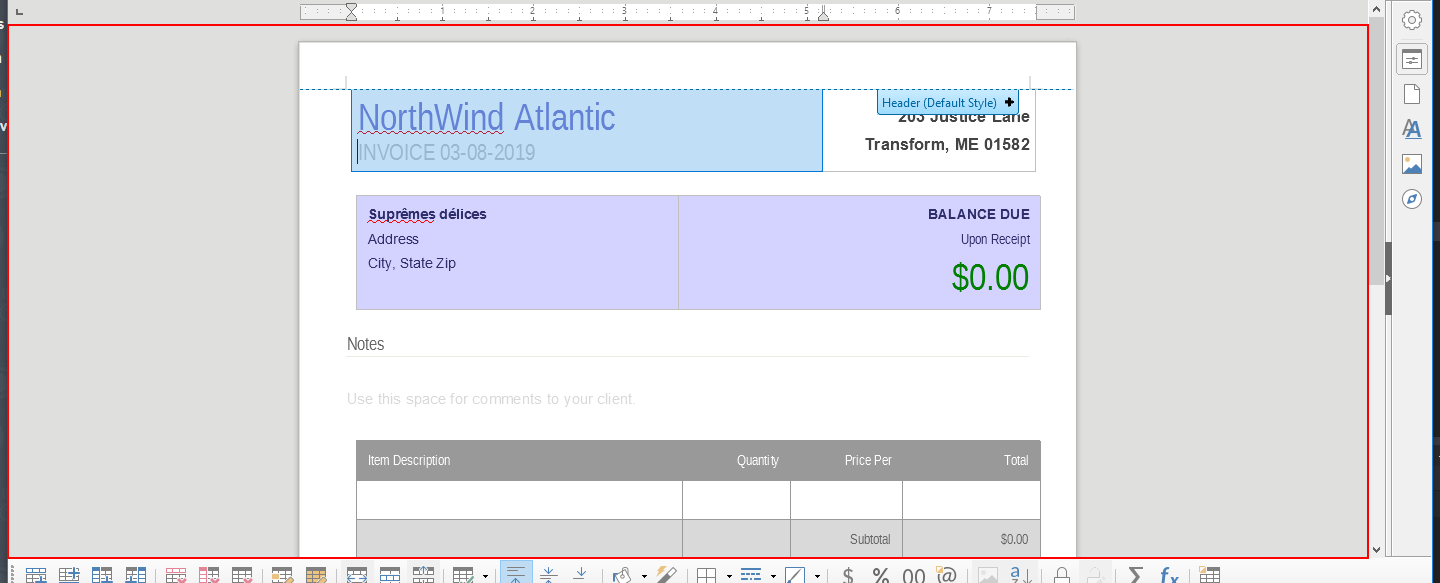 1 2 3 4 5 6 7
NorthWind Atlantic
Header (Default Style)
203 Justice Lane
INVOICE 03-08-2019
Transform, ME 01582
Suprêmes délices
BALANCE DUE
Address
Upon Receipt
City, State Zip
$0.00
Notes
Use this space for comments to your client.
Item Description Quantity Price Per Total
Subtotal $0.00